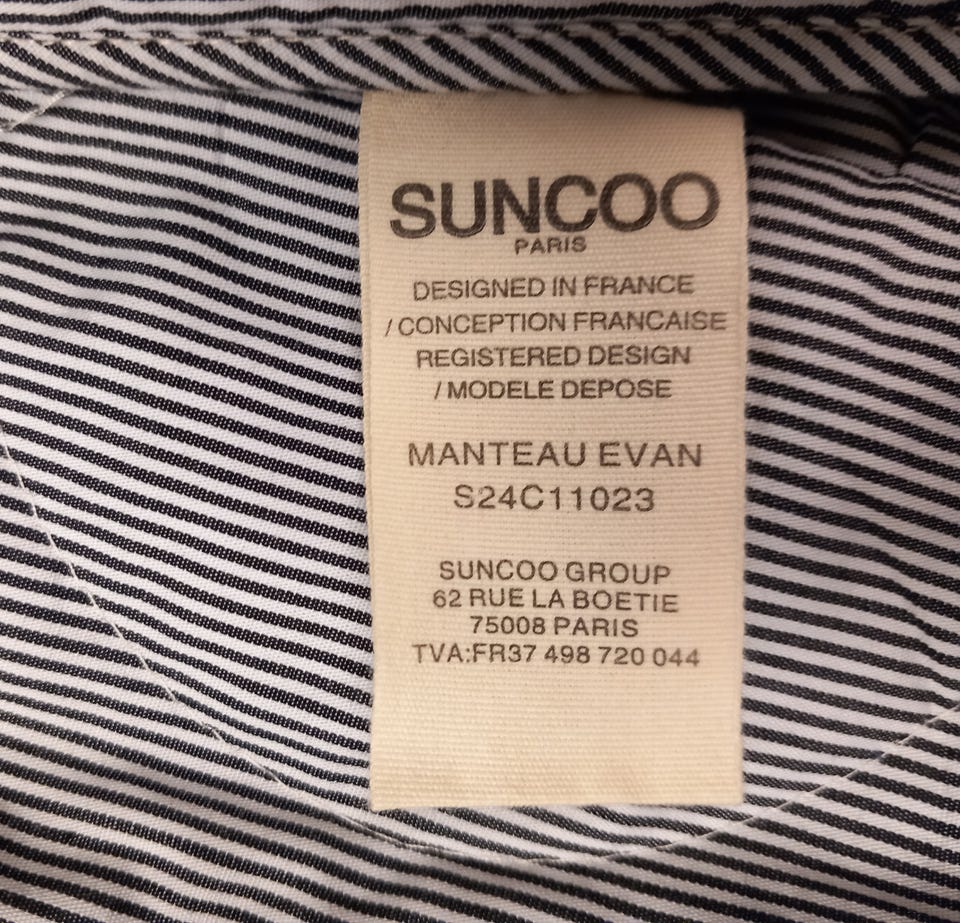 SUNCOO
PARIS
DESIGNED IN FRANCE
/ CONCEPTION FRANCAISE
REGISTERED DESIGN
/ MODELE DEPOSE
MANTEAU EVAN
S24C11023
SUNCOO GROUP
62 RUE LA BOETIE
75008 PARIS
TVA:FR37 498 720 044